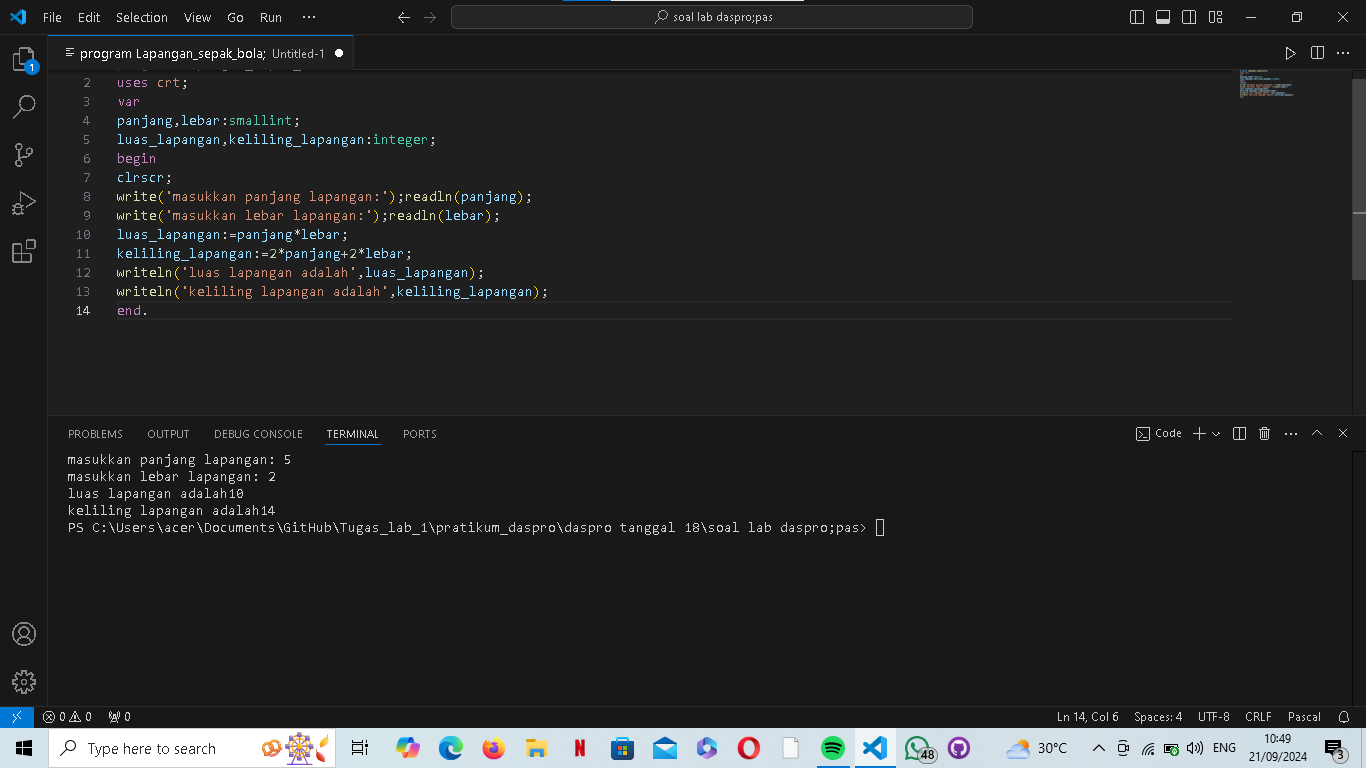 File Edit Selection View Go Run ···
soal lab daspro;pas
program Lapangan_sepak_bola; Untitled-1
1
2 uses crt;
3 var
4 panjang,lebar:smallint;
5 luas_lapangan,keliling_lapangan:integer;
6 begin
7 clrscr;
8 write('masukkan panjang lapangan:');readln(panjang);
9 write('masukkan lebar lapangan:');readln(lebar);
10 luas_lapangan:=panjang*lebar;
11 keliling_lapangan:=2*panjang+2*lebar;
12 writeln('luas lapangan adalah',luas_lapangan);
13 writeln('keliling lapangan adalah',keliling_lapangan);
14 end.
PROBLEMS OUTPUT DEBUG CONSOLE TERMINAL PORTS
Code
masukkan panjang lapangan: 5
masukkan lebar lapangan: 2
luas lapangan adalah10
keliling lapangan adalah14
PS C:\Users\acer\Documents\GitHub\Tugas_lab_1\pratikum_daspro\daspro tanggal 18\soal lab daspro;pas>
0 0 0
Ln 14, Col 6 Spaces: 4 UTF-8 CRLF Pascal
Type here to search
N
48
30°C
ENG
10:49
21/09/2024
3